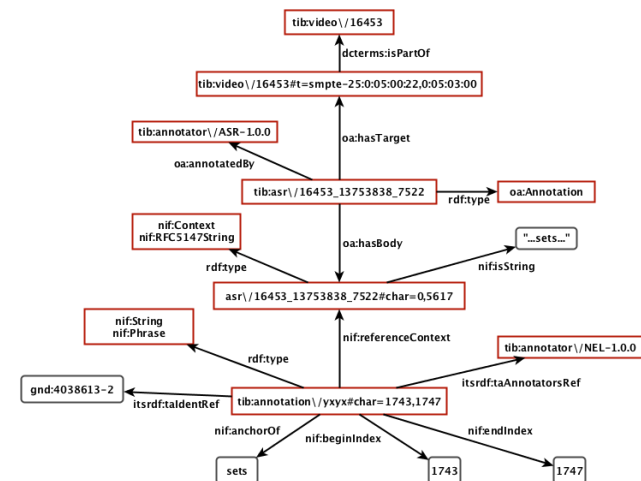 tib:video\/16453
dcterms:isPartOf
tib:video\/16453#t=smpte-25:0:05:00:22,0:05:03:00
tib:annotator\/ASR-1.0.0
oa:hasTarget
oa:annotatedBy
tib:asr\/16453_13753838_7522
rdf:type
oa:Annotation
nif:Context
nif:RFC5147String
oa:hasBody
"...sets..."
rdf:type
nif:isString
asr\/16453_13753838_7522#char=0,5617
nif:String
nif:Phrase
nif:referenceContext
tib:annotator\/NEL-1.0.0
rdf:type
itsrdf:taAnnotatorsRef
gnd:4038613-2
itsrdf:taIdentRef
tib:annotation\/yxyx#char=1743,1747
nif:anchorOf
nif:beginIndex
nif:endIndex
sets
1743
1747